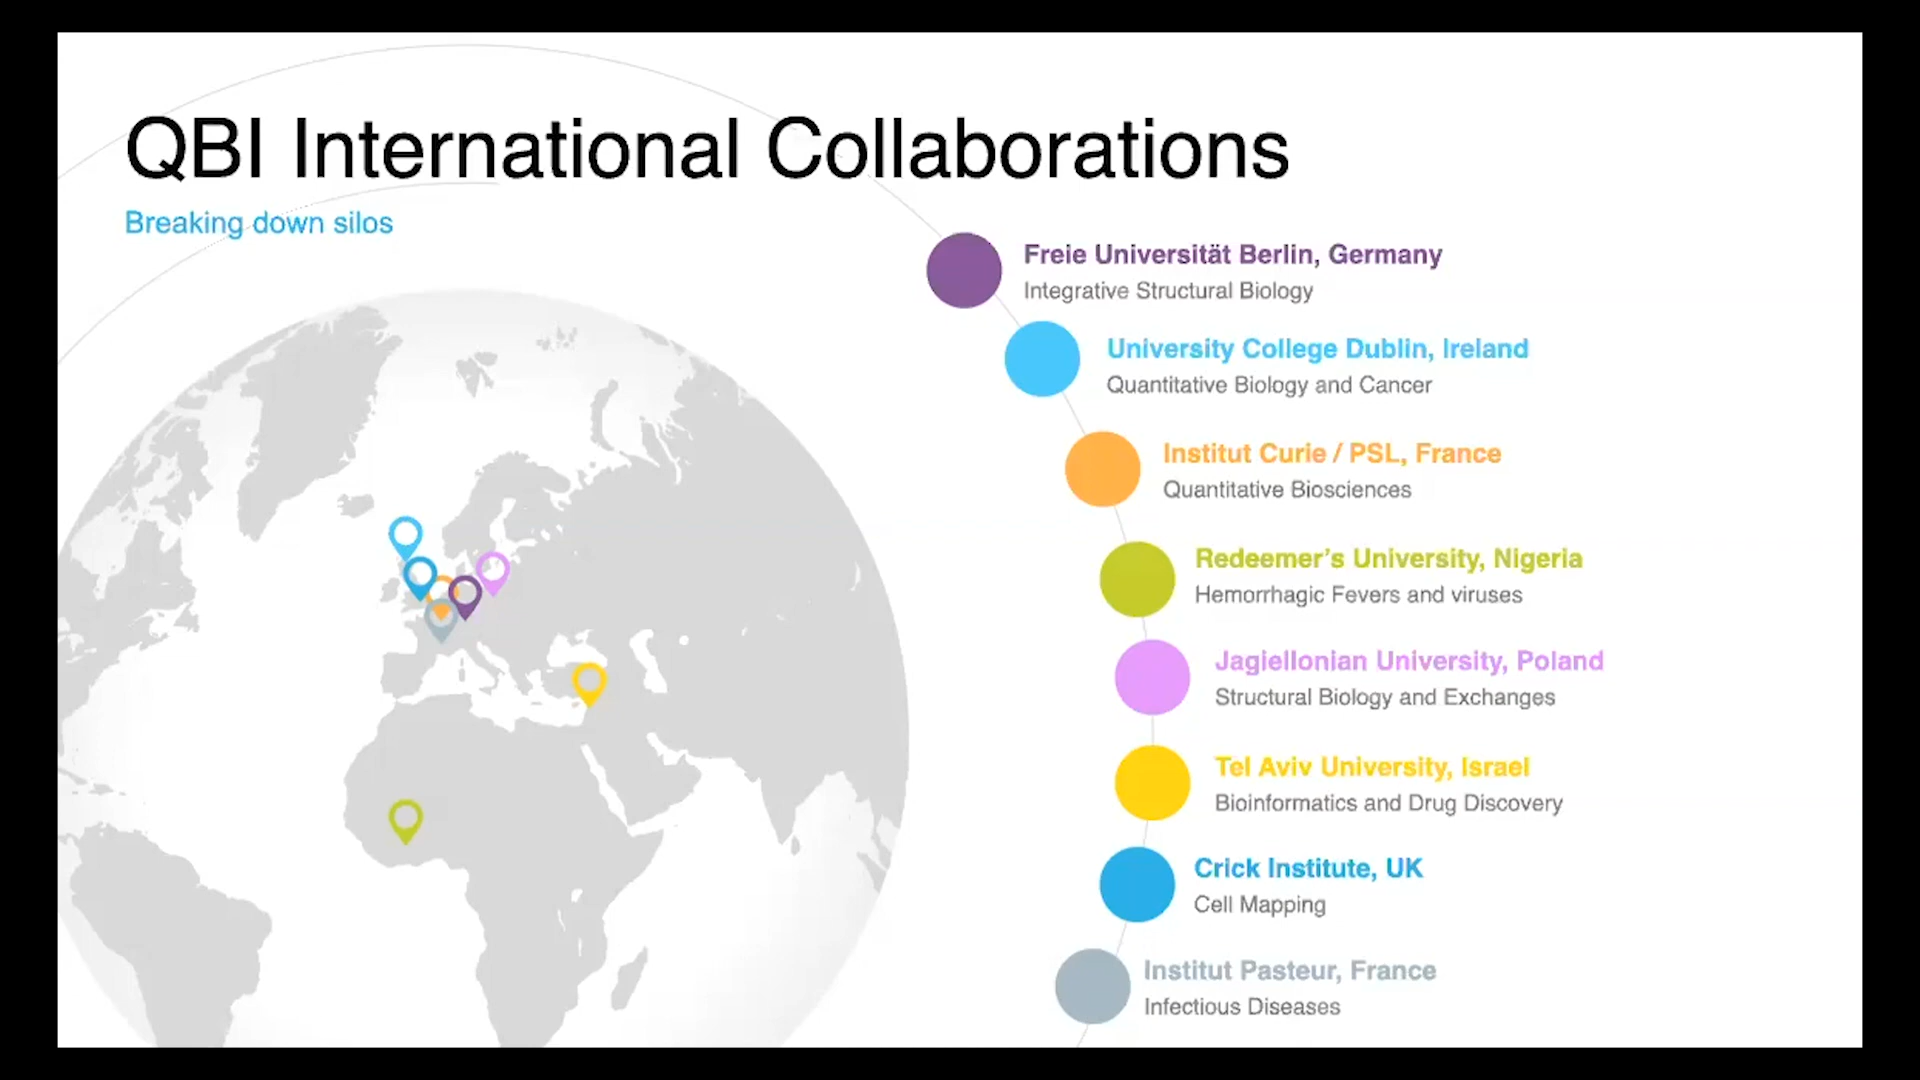 QBI International Collaborations
Breaking down silos
Freie Universität Berlin, Germany
Integrative Structural Biology
University College Dublin, Ireland
Quantitative Biology and Cancer
Institut Curie / PSL, France
Quantitative Biosciences
Redeemer’s University, Nigeria
Hemorrhagic Fevers and viruses
Jagiellonian University, Poland
Structural Biology and Exchanges
Tel Aviv University, Israel
Bioinformatics and Drug Discovery
Crick Institute, UK
Cell Mapping
Institut Pasteur, France
Infectious Diseases